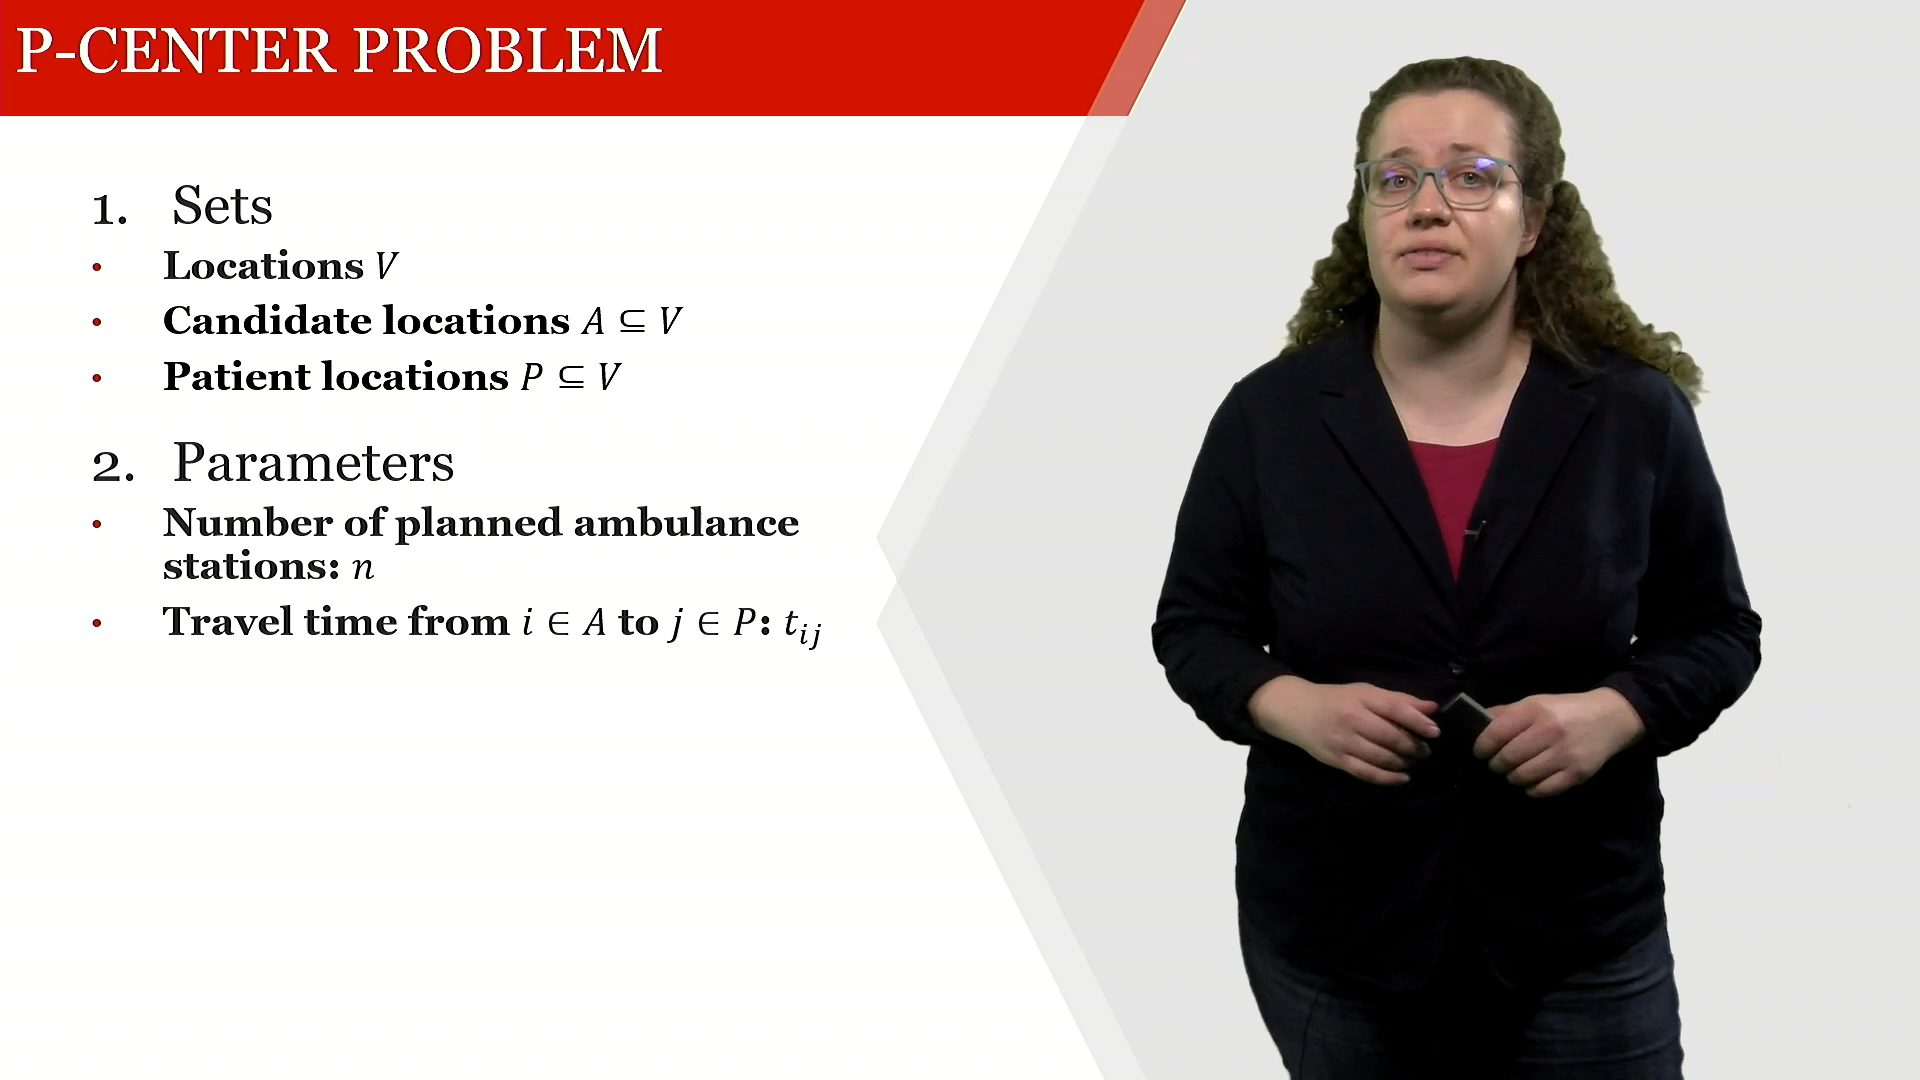 P-CENTER PROBLEM
1. Sets
• Locations V
• Candidate locations A ⊆ V
• Patient locations P ⊆ V
2. Parameters
• Number of planned ambulance
stations: n
• Travel time from i ∈ A to j ∈ P: t_ij